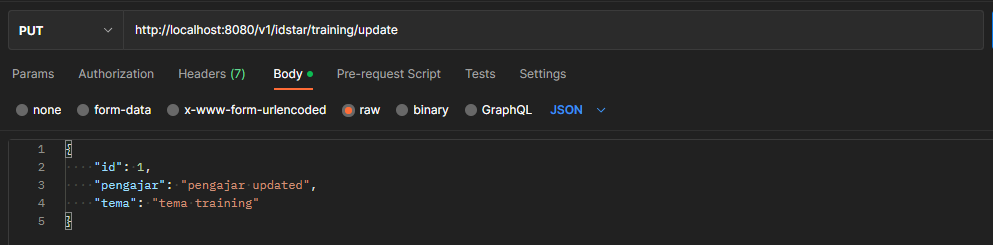 PUT http://localhost:8080/v1/idstar/training/update
Params Authorization Headers (7) Body Pre-request Script Tests Settings
none form-data x-www-form-urlencoded raw binary GraphQL JSON
1 {
2 "id": 1,
3 "pengajar": "pengajar updated",
4 "tema": "tema training"
5 }